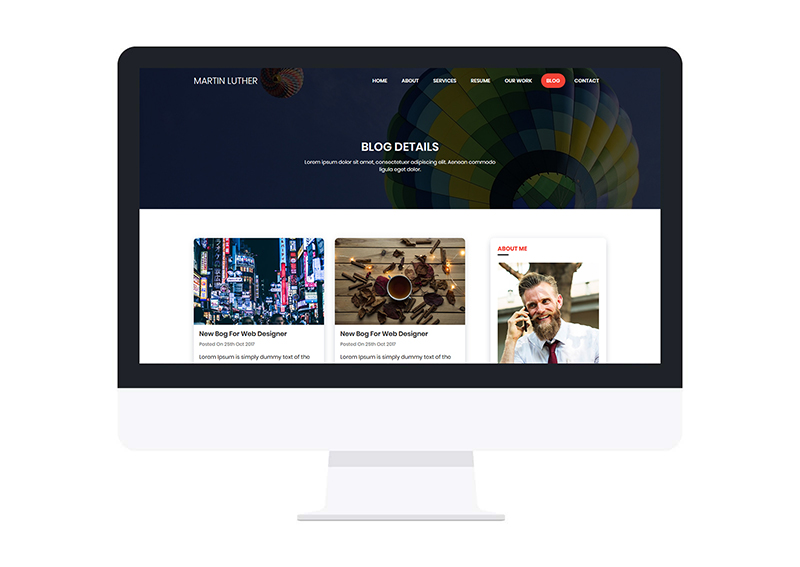 MARTIN LUTHER
HOME ABOUT SERVICES RESUME OUR WORK BLOG CONTACT
BLOG DETAILS
Lorem ipsum dolor sit amet, consectetuer adipiscing elit. Aenean commodo
ligula eget dolor.
New Bog For Web Designer
Posted On 25th Oct 2017
Lorem Ipsum is simply dummy text of the
New Bog For Web Designer
Posted On 25th Oct 2017
Lorem Ipsum is simply dummy text of the
ABOUT ME